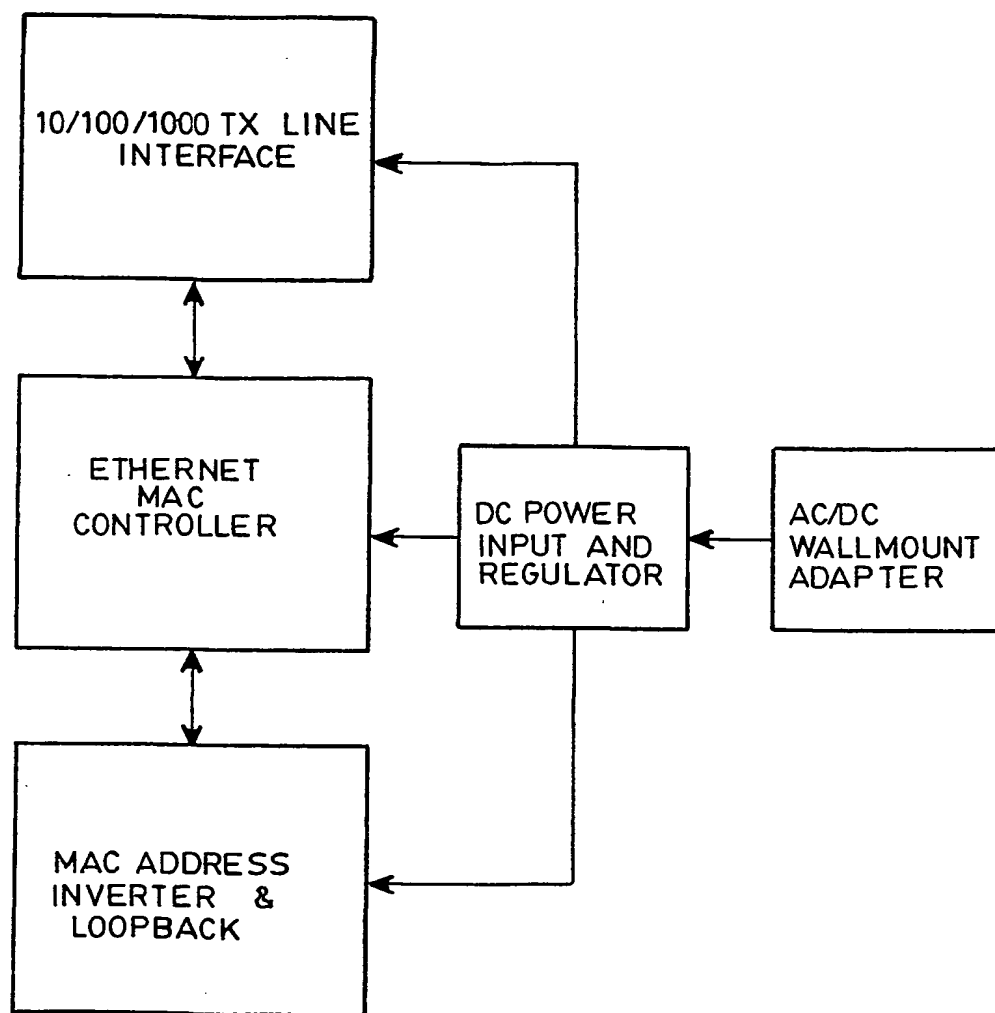 10/100/1000 TX LINE
INTERFACE
ETHERNET
MAC
CONTROLLER
DC POWER
INPUT AND
REGULATOR
AC/DC
WALLMOUNT
ADAPTER
MAC ADDRESS
INVERTER &
LOOPBACK